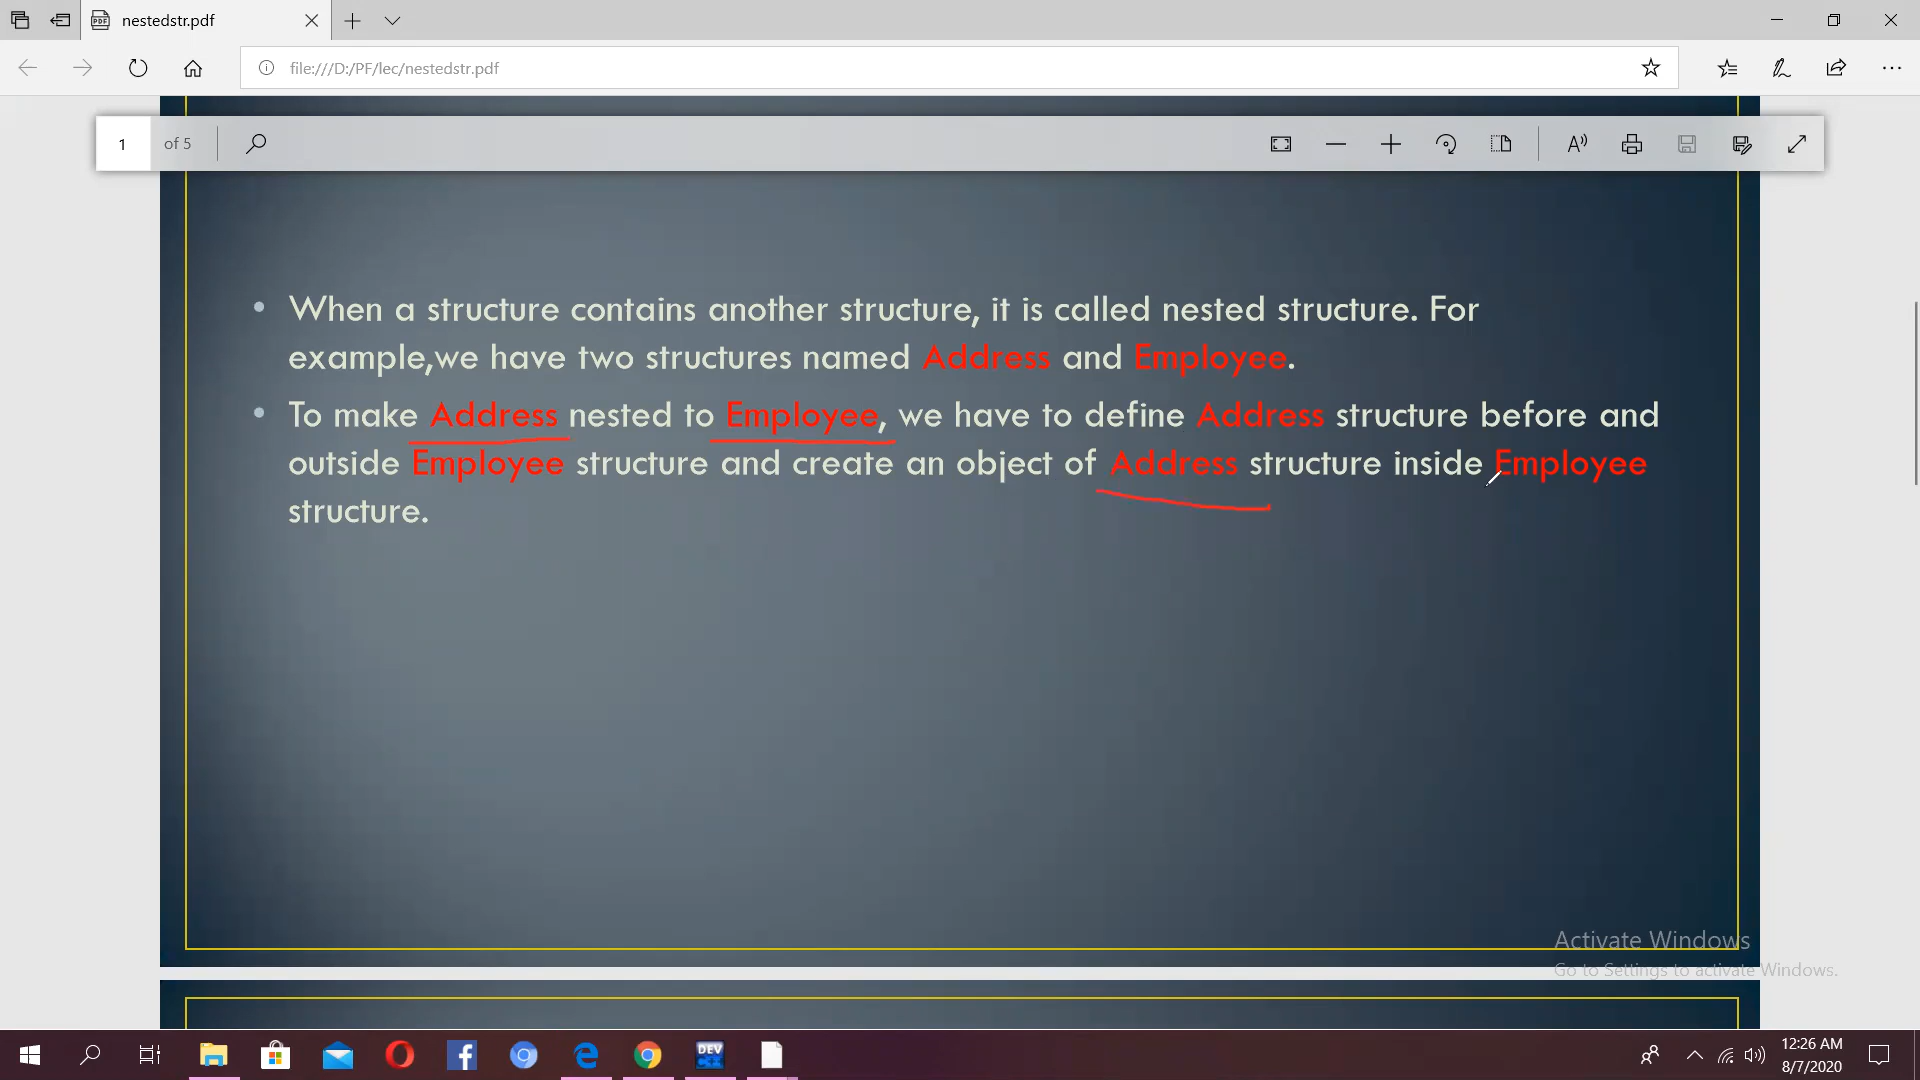 nestedstr.pdf
file:///D:/PF/lec/nestedstr.pdf
1 of 5
• When a structure contains another structure, it is called nested structure. For
example,we have two structures named Address and Employee.
• To make Address nested to Employee, we have to define Address structure before and
outside Employee structure and create an object of Address structure inside Employee
structure.
Activate Windows
Go to Settings to activate Windows.
DEV
C++
12:26 AM
8/7/2020